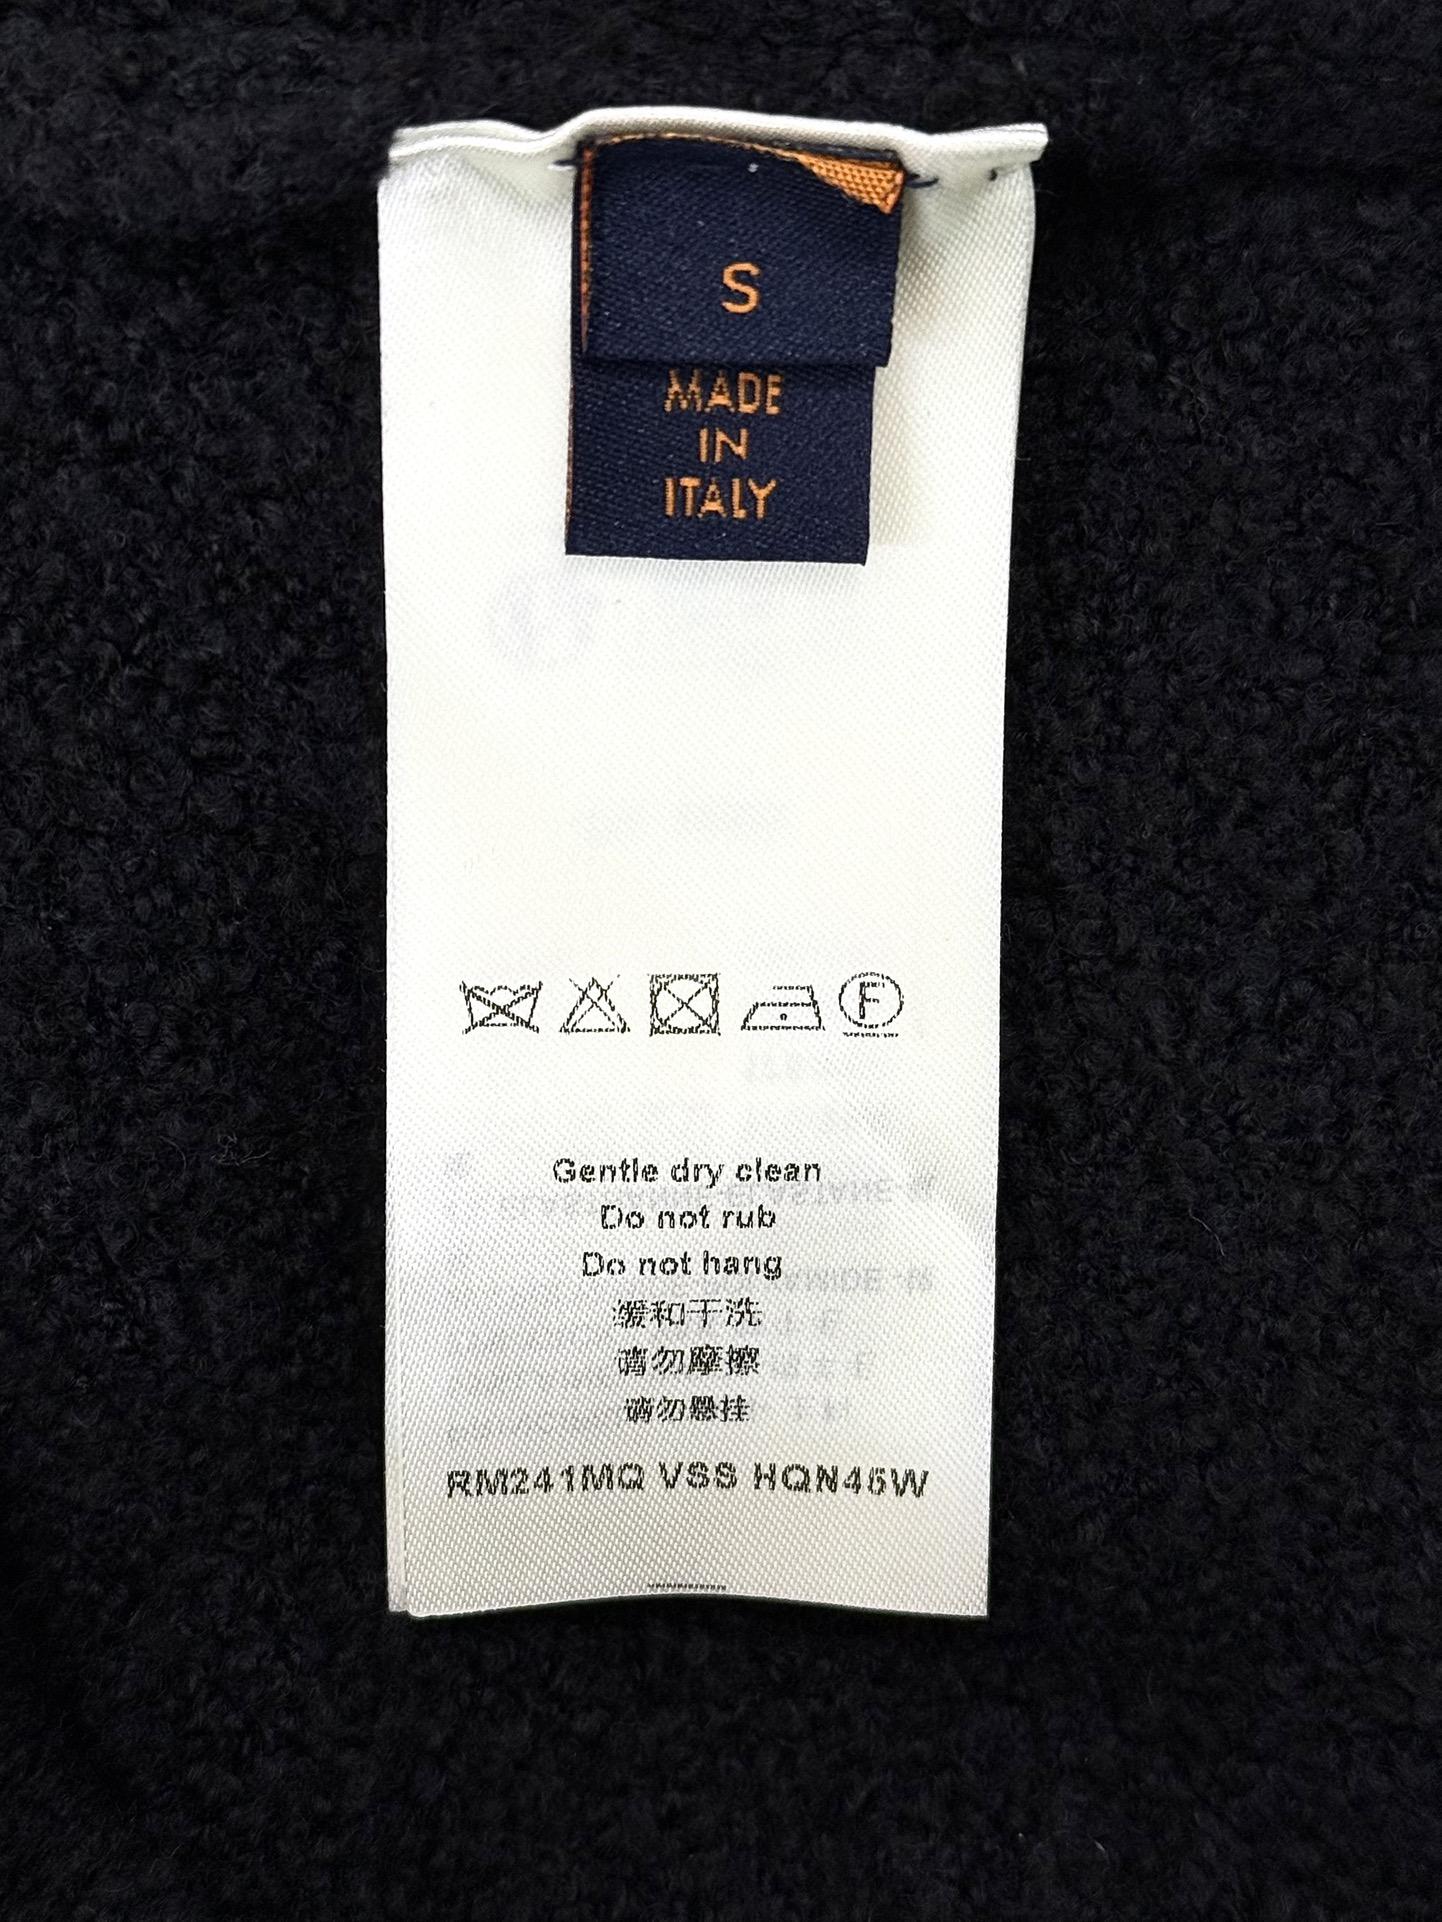 S
MADE
IN
ITALY
F
Gentle dry clean
Do not rub
Do not hang
缓和干洗
请勿摩擦
请勿悬挂
RM241MQ VSS HQN45W